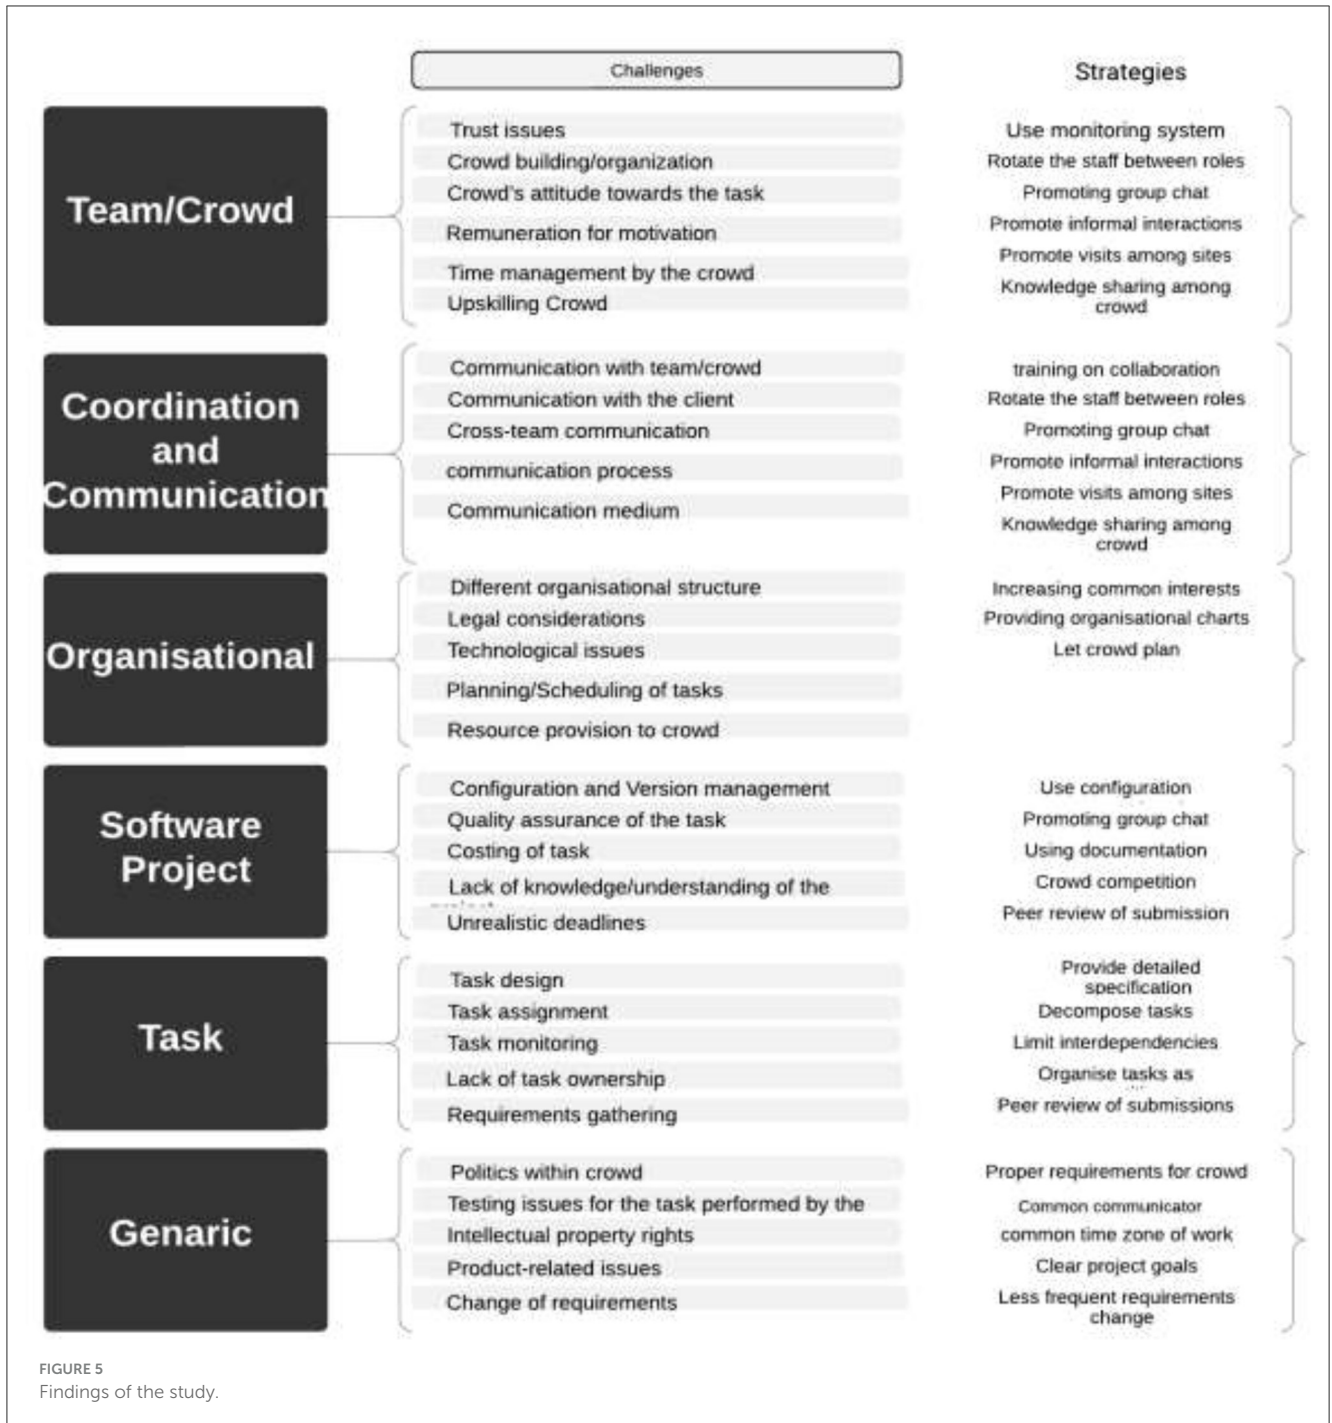 Challenges
Strategies
Team/Crowd
Trust issues
Crowd building/organization
Crowd's attitude towards the task
Remuneration for motivation
Time management by the crowd
Upskilling Crowd
Use monitoring system
Rotate the staff between roles
Promoting group chat
Promote informal interactions
Promote visits among sites
Knowledge sharing among
crowd
Coordination
and
Communication
Communication with team/crowd
Communication with the client
Cross-team communication
communication process
Communication medium
training on collaboration
Rotate the staff between roles
Promoting group chat
Promote informal interactions
Promote visits among sites
Knowledge sharing among
crowd
Organisational
Different organisational structure
Legal considerations
Technological issues
Planning/Scheduling of tasks
Resource provision to crowd
Increasing common interests
Providing organisational charts
Let crowd plan
Software
Project
Configuration and Version management
Quality assurance of the task
Costing of task
Lack of knowledge/understanding of the
Unrealistic deadlines
Use configuration
Promoting group chat
Using documentation
Crowd competition
Peer review of submission
Task
Task design
Task assignment
Task monitoring
Lack of task ownership
Requirements gathering
Provide detailed
specification
Decompose tasks
Limit interdependencies
Organise tasks as
Peer review of submissions
Genaric
Politics within crowd
Testing issues for the task performed by the
Intellectual property rights
Product-related issues
Change of requirements
Proper requirements for crowd
Common communicator
common time zone of work
Clear project goals
Less frequent requirements
change
FIGURE 5
Findings of the study.